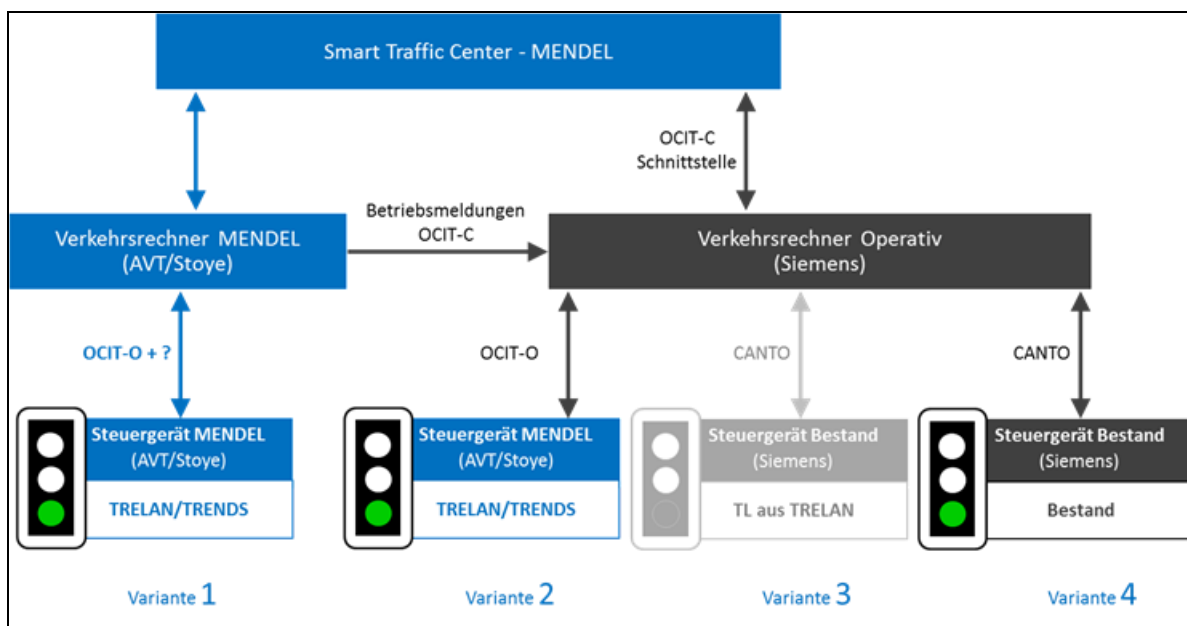 Smart Traffic Center - MENDEL
OCIT-C
Schnittstelle
Betriebsmeldungen
OCIT-C
Verkehrsrechner MENDEL
(AVT/Stoye)
Verkehrsrechner Operativ
(Siemens)
OCIT-O + ?
OCIT-O
CANTO
CANTO
Steuergerät MENDEL
(AVT/Stoye)
TRELAN/TRENDS
Steuergerät MENDEL
(AVT/Stoye)
TRELAN/TRENDS
Steuergerät Bestand
(Siemens)
TL aus TRELAN
Steuergerät Bestand
(Siemens)
Bestand
Variante 1
Variante 2
Variante 3
Variante 4